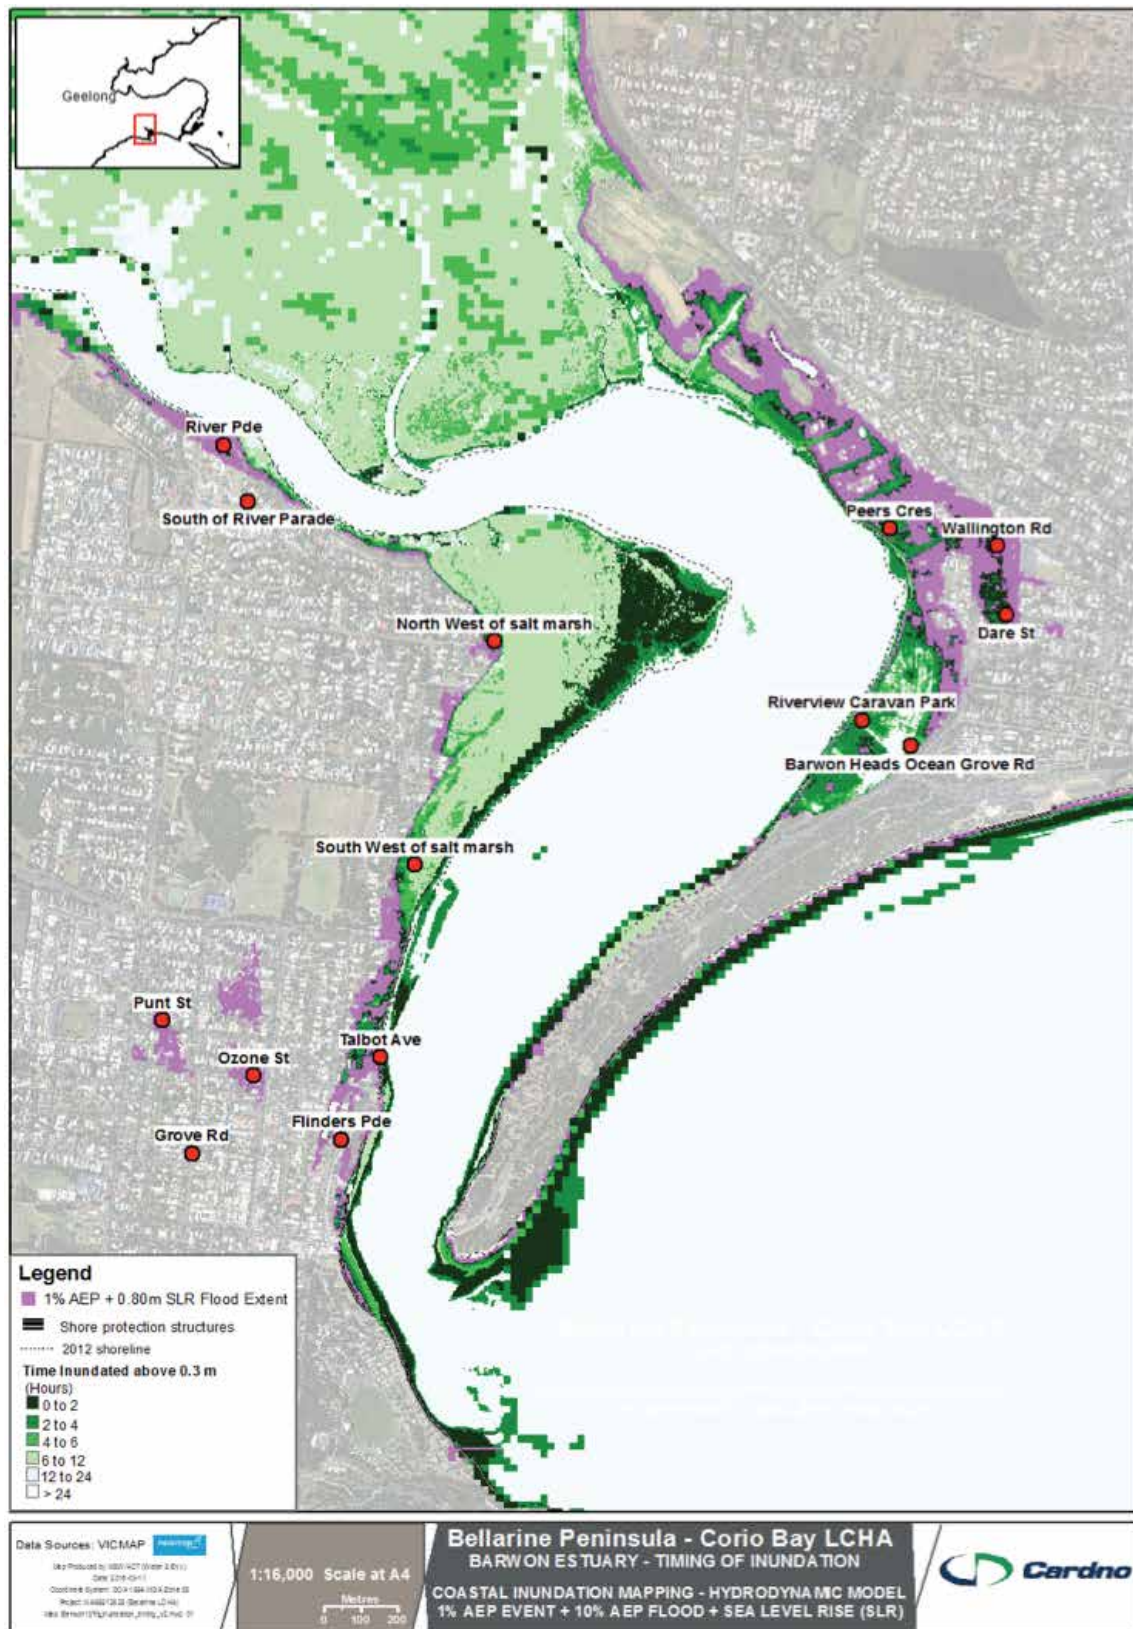 Geelong
River Pde
South of River Parade
Peers Cres
Wallington Rd
North West of salt marsh
Dare St
Riverview Caravan Park
Barwon Heads Ocean Grove Rd
South West of salt marsh
Punt St
Ozone St
Talbot Ave
Flinders Pde
Grove Rd
Legend
1% AEP + 0.80m SLR Flood Extent
Shore protection structures
2012 shoreline
Time Inundated above 0.3 m
(Hours)
0 to 2
2 to 4
4 to 6
6 to 12
12 to 24
> 24
Data Sources: VICMAP
1:16,000 Scale at A4
Metres
0 100 200
Bellarine Peninsula - Corio Bay LCHA
BARWON ESTUARY - TIMING OF INUNDATION
COASTAL INUNDATION MAPPING - HYDRODYNAMIC MODEL
1% AEP EVENT + 10% AEP FLOOD + SEA LEVEL RISE (SLR)
Cardno